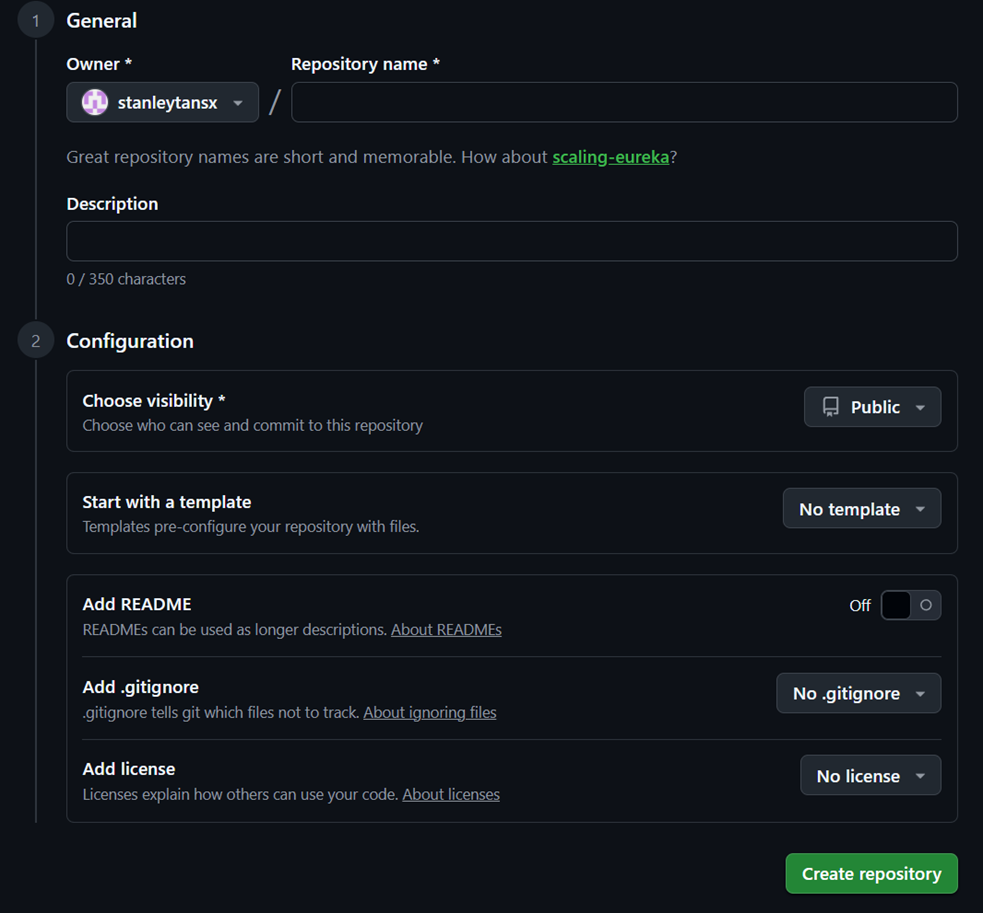 1 General
Owner * Repository name *
stanleytansx /
Great repository names are short and memorable. How about scaling-eureka?
Description
0 / 350 characters
2 Configuration
Choose visibility *
Choose who can see and commit to this repository
Public
Start with a template
Templates pre-configure your repository with files.
No template
Add README
READMEs can be used as longer descriptions. About READMEs
Off
Add .gitignore
.gitignore tells git which files not to track. About ignoring files
No .gitignore
Add license
Licenses explain how others can use your code. About licenses
No license
Create repository